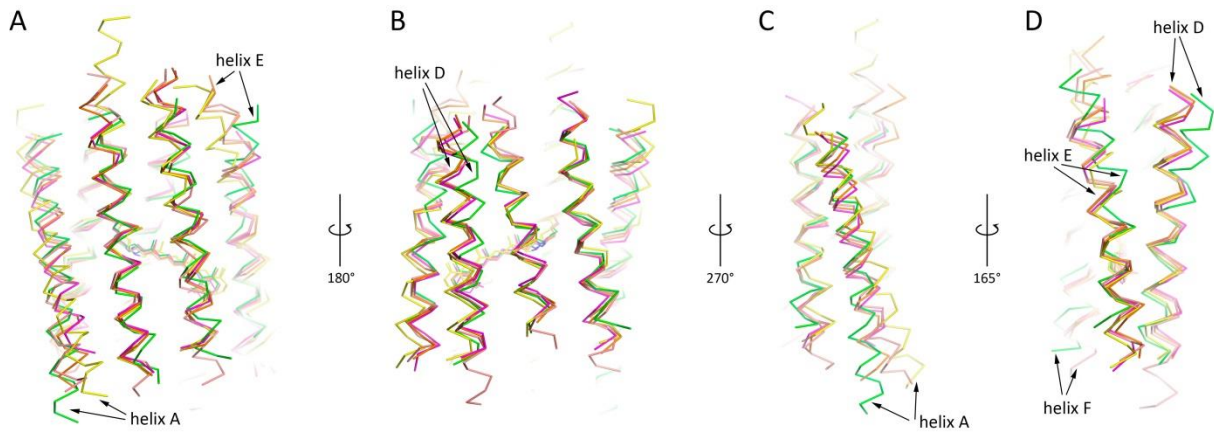 A
B
C
D
helix E
helix D
helix D
helix E
180°
270°
165°
helix A
helix A
helix F